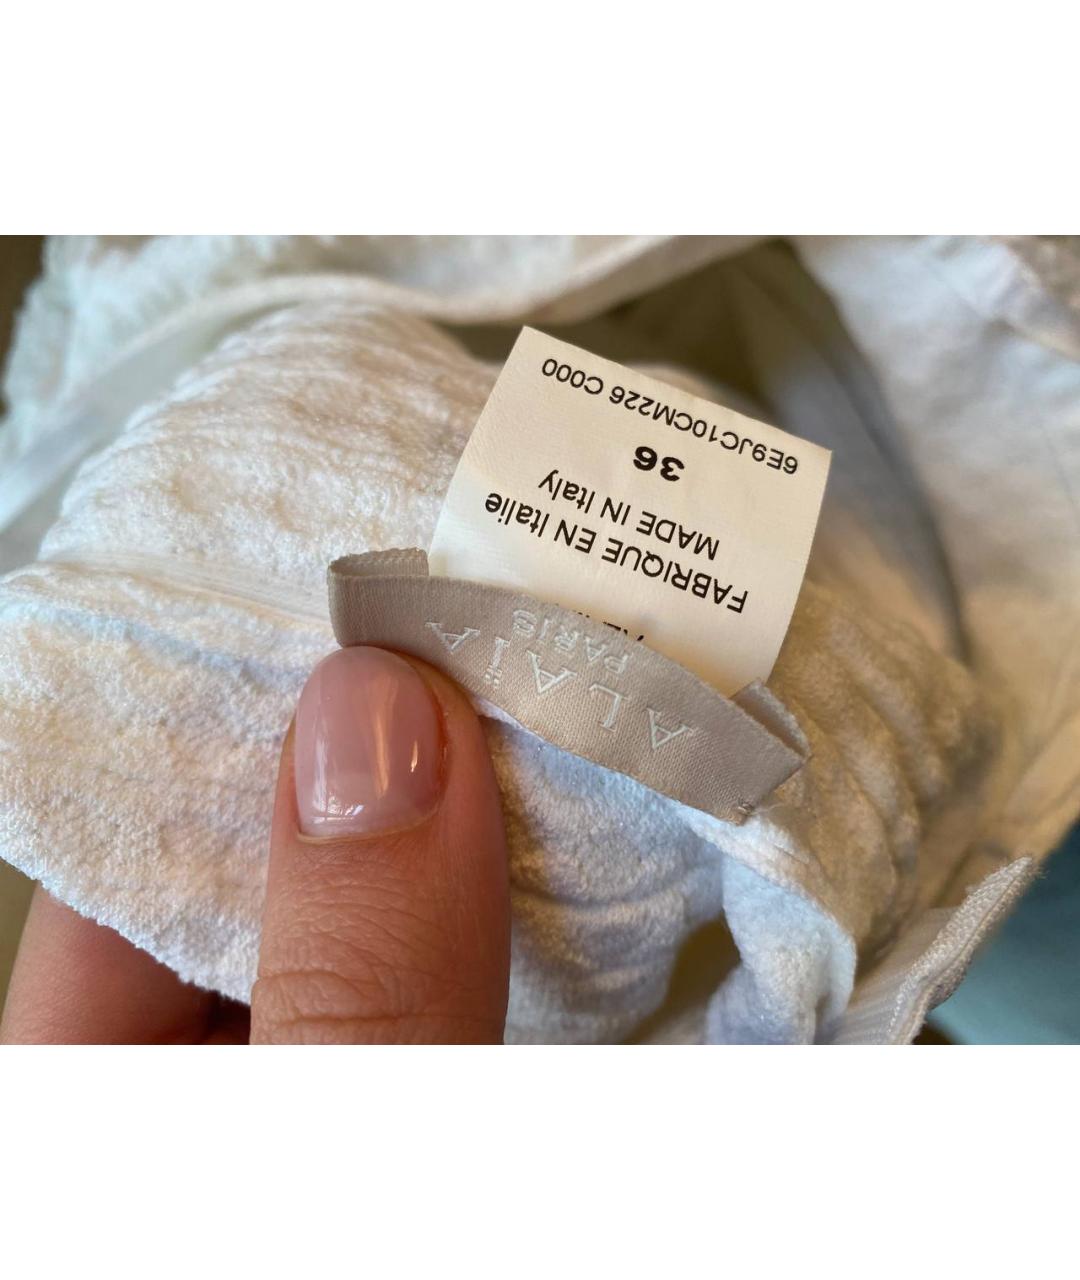 ALAÏA
PARIS
FABRIQUE EN Italie
MADE IN Italy
36
6E9JC10CM226 C000